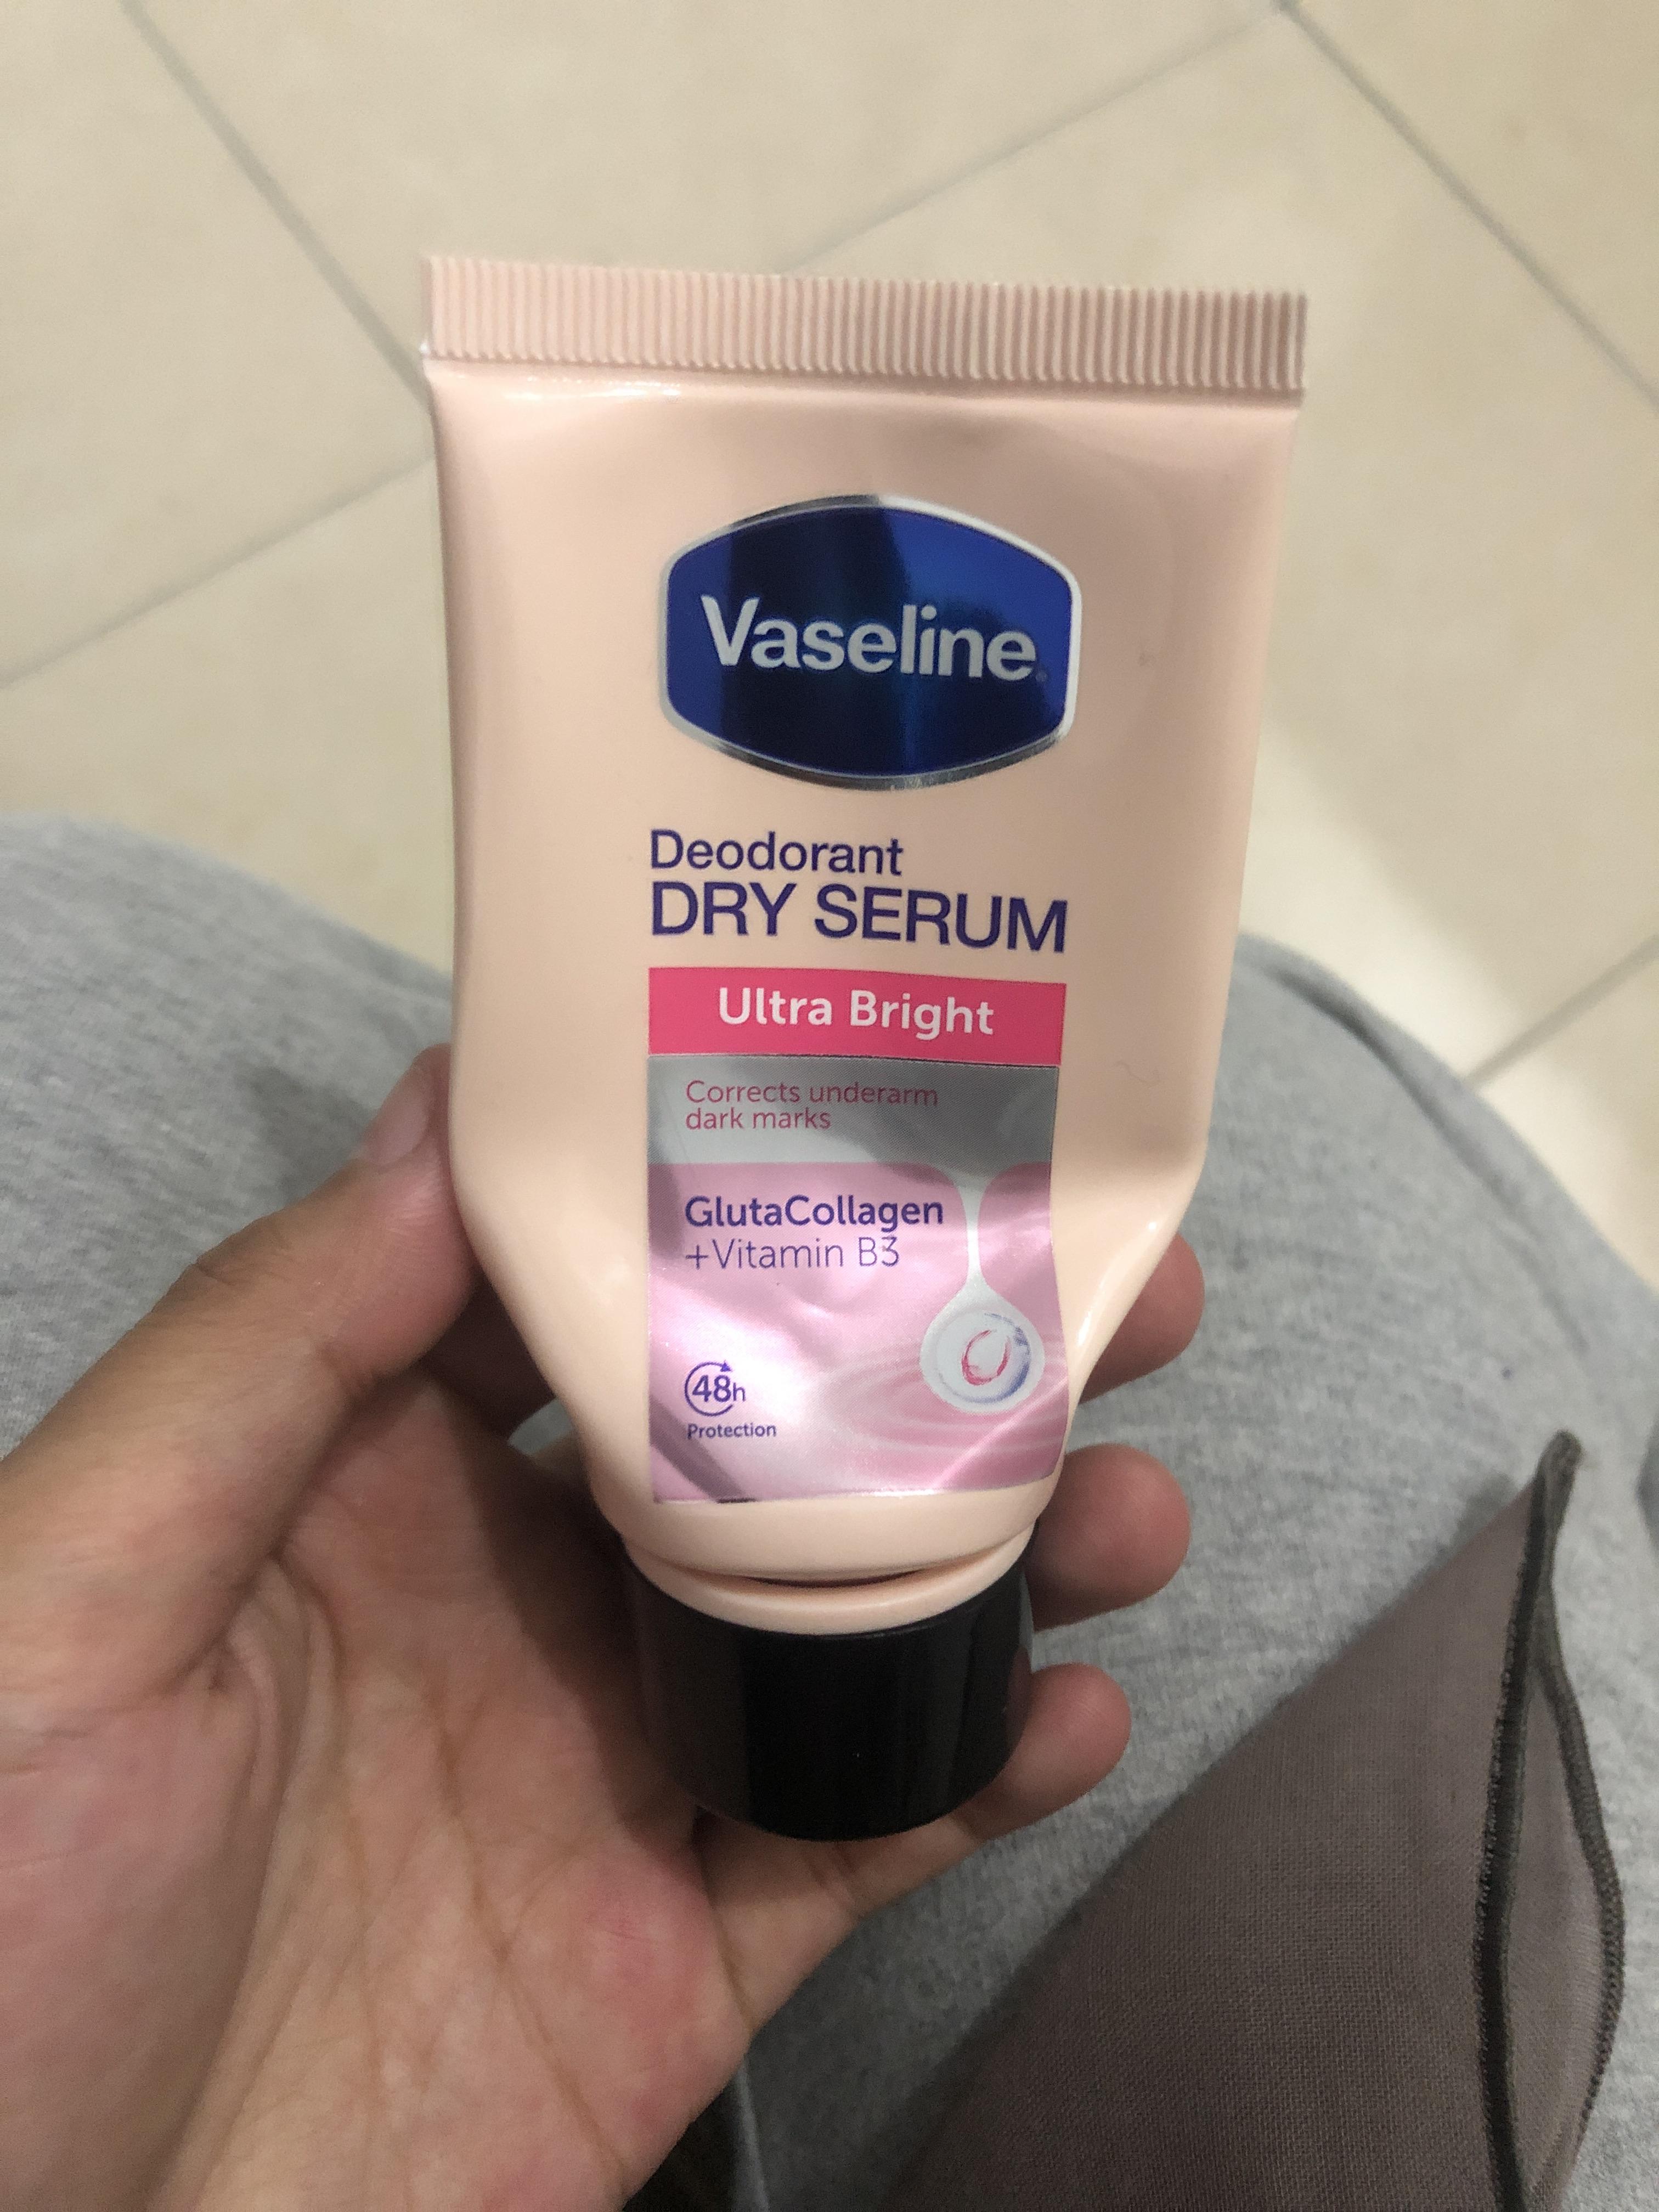 Vaseline
Deodorant
DRY SERUM
Ultra Bright
Corrects underarm
dark marks
GlutaCollagen
+Vitamin B3
48h
Protection